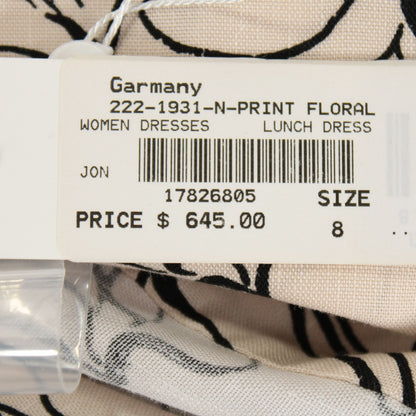 Garmany
222-1931-N-PRINT FLORAL
WOMEN DRESSES LUNCH DRESS
JON
17826805
SIZE
PRICE $ 645.00
8